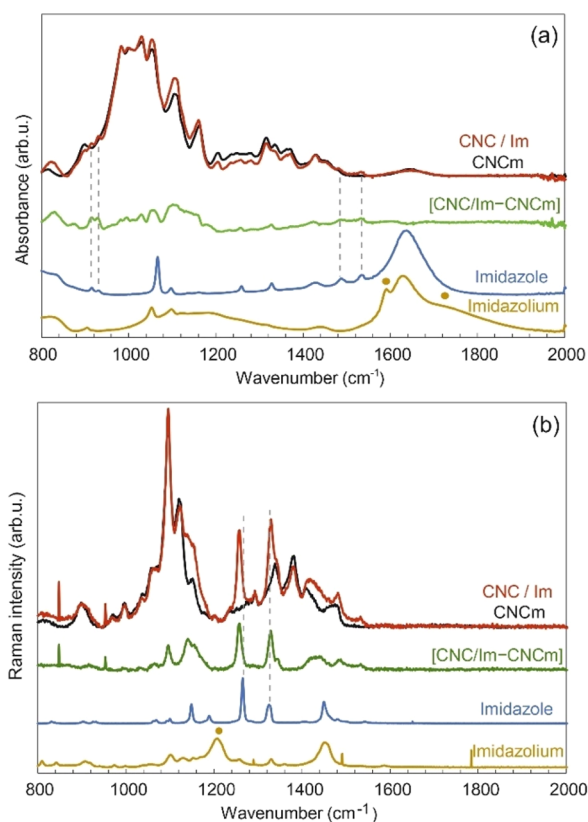 (a)
Absorbance (arb.u.)
CNC / Im
CNCm
[CNC/Im−CNCm]
Imidazole
Imidazolium
800 1000 1200 1400 1600 1800 2000
Wavenumber (cm⁻¹)
(b)
Raman intensity (arb.u.)
CNC / Im
CNCm
[CNC/Im−CNCm]
Imidazole
Imidazolium
800 1000 1200 1400 1600 1800 2000
Wavenumber (cm⁻¹)